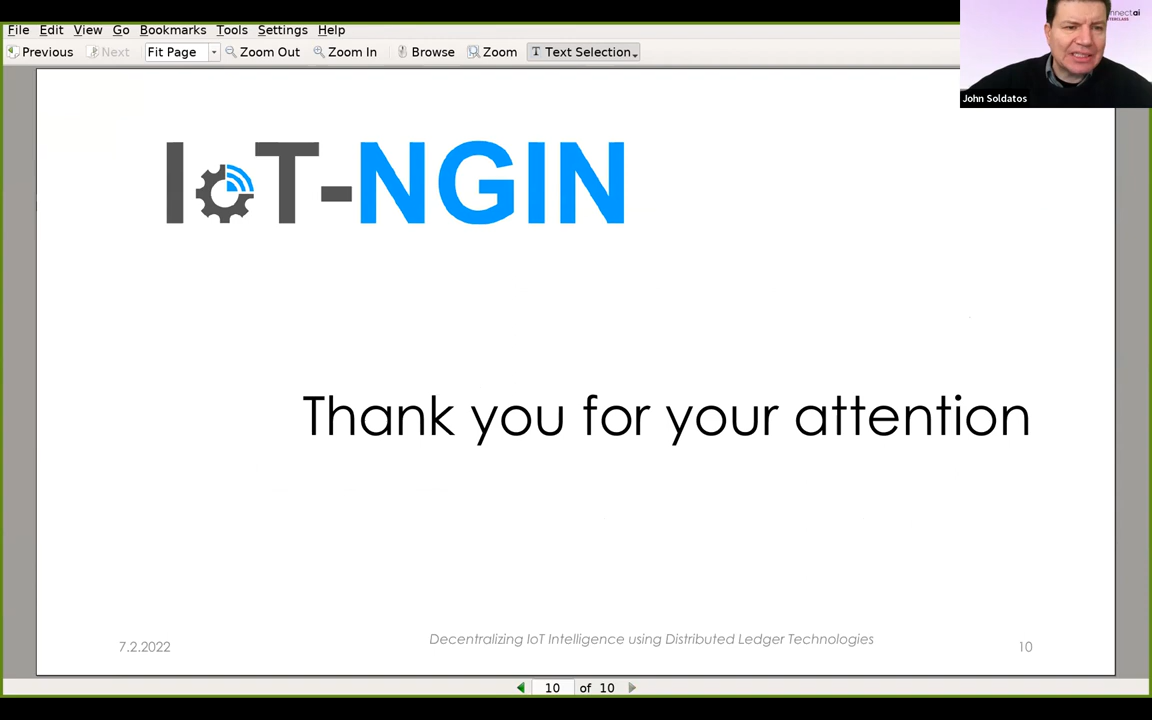 File Edit View Go Bookmarks Tools Settings Help
Previous Next Fit Page Zoom Out Zoom In Browse Zoom Text Selection
John Soldatos
IoT-NGIN
Thank you for your attention
7.2.2022
Decentralizing IoT Intelligence using Distributed Ledger Technologies
10
10 of 10